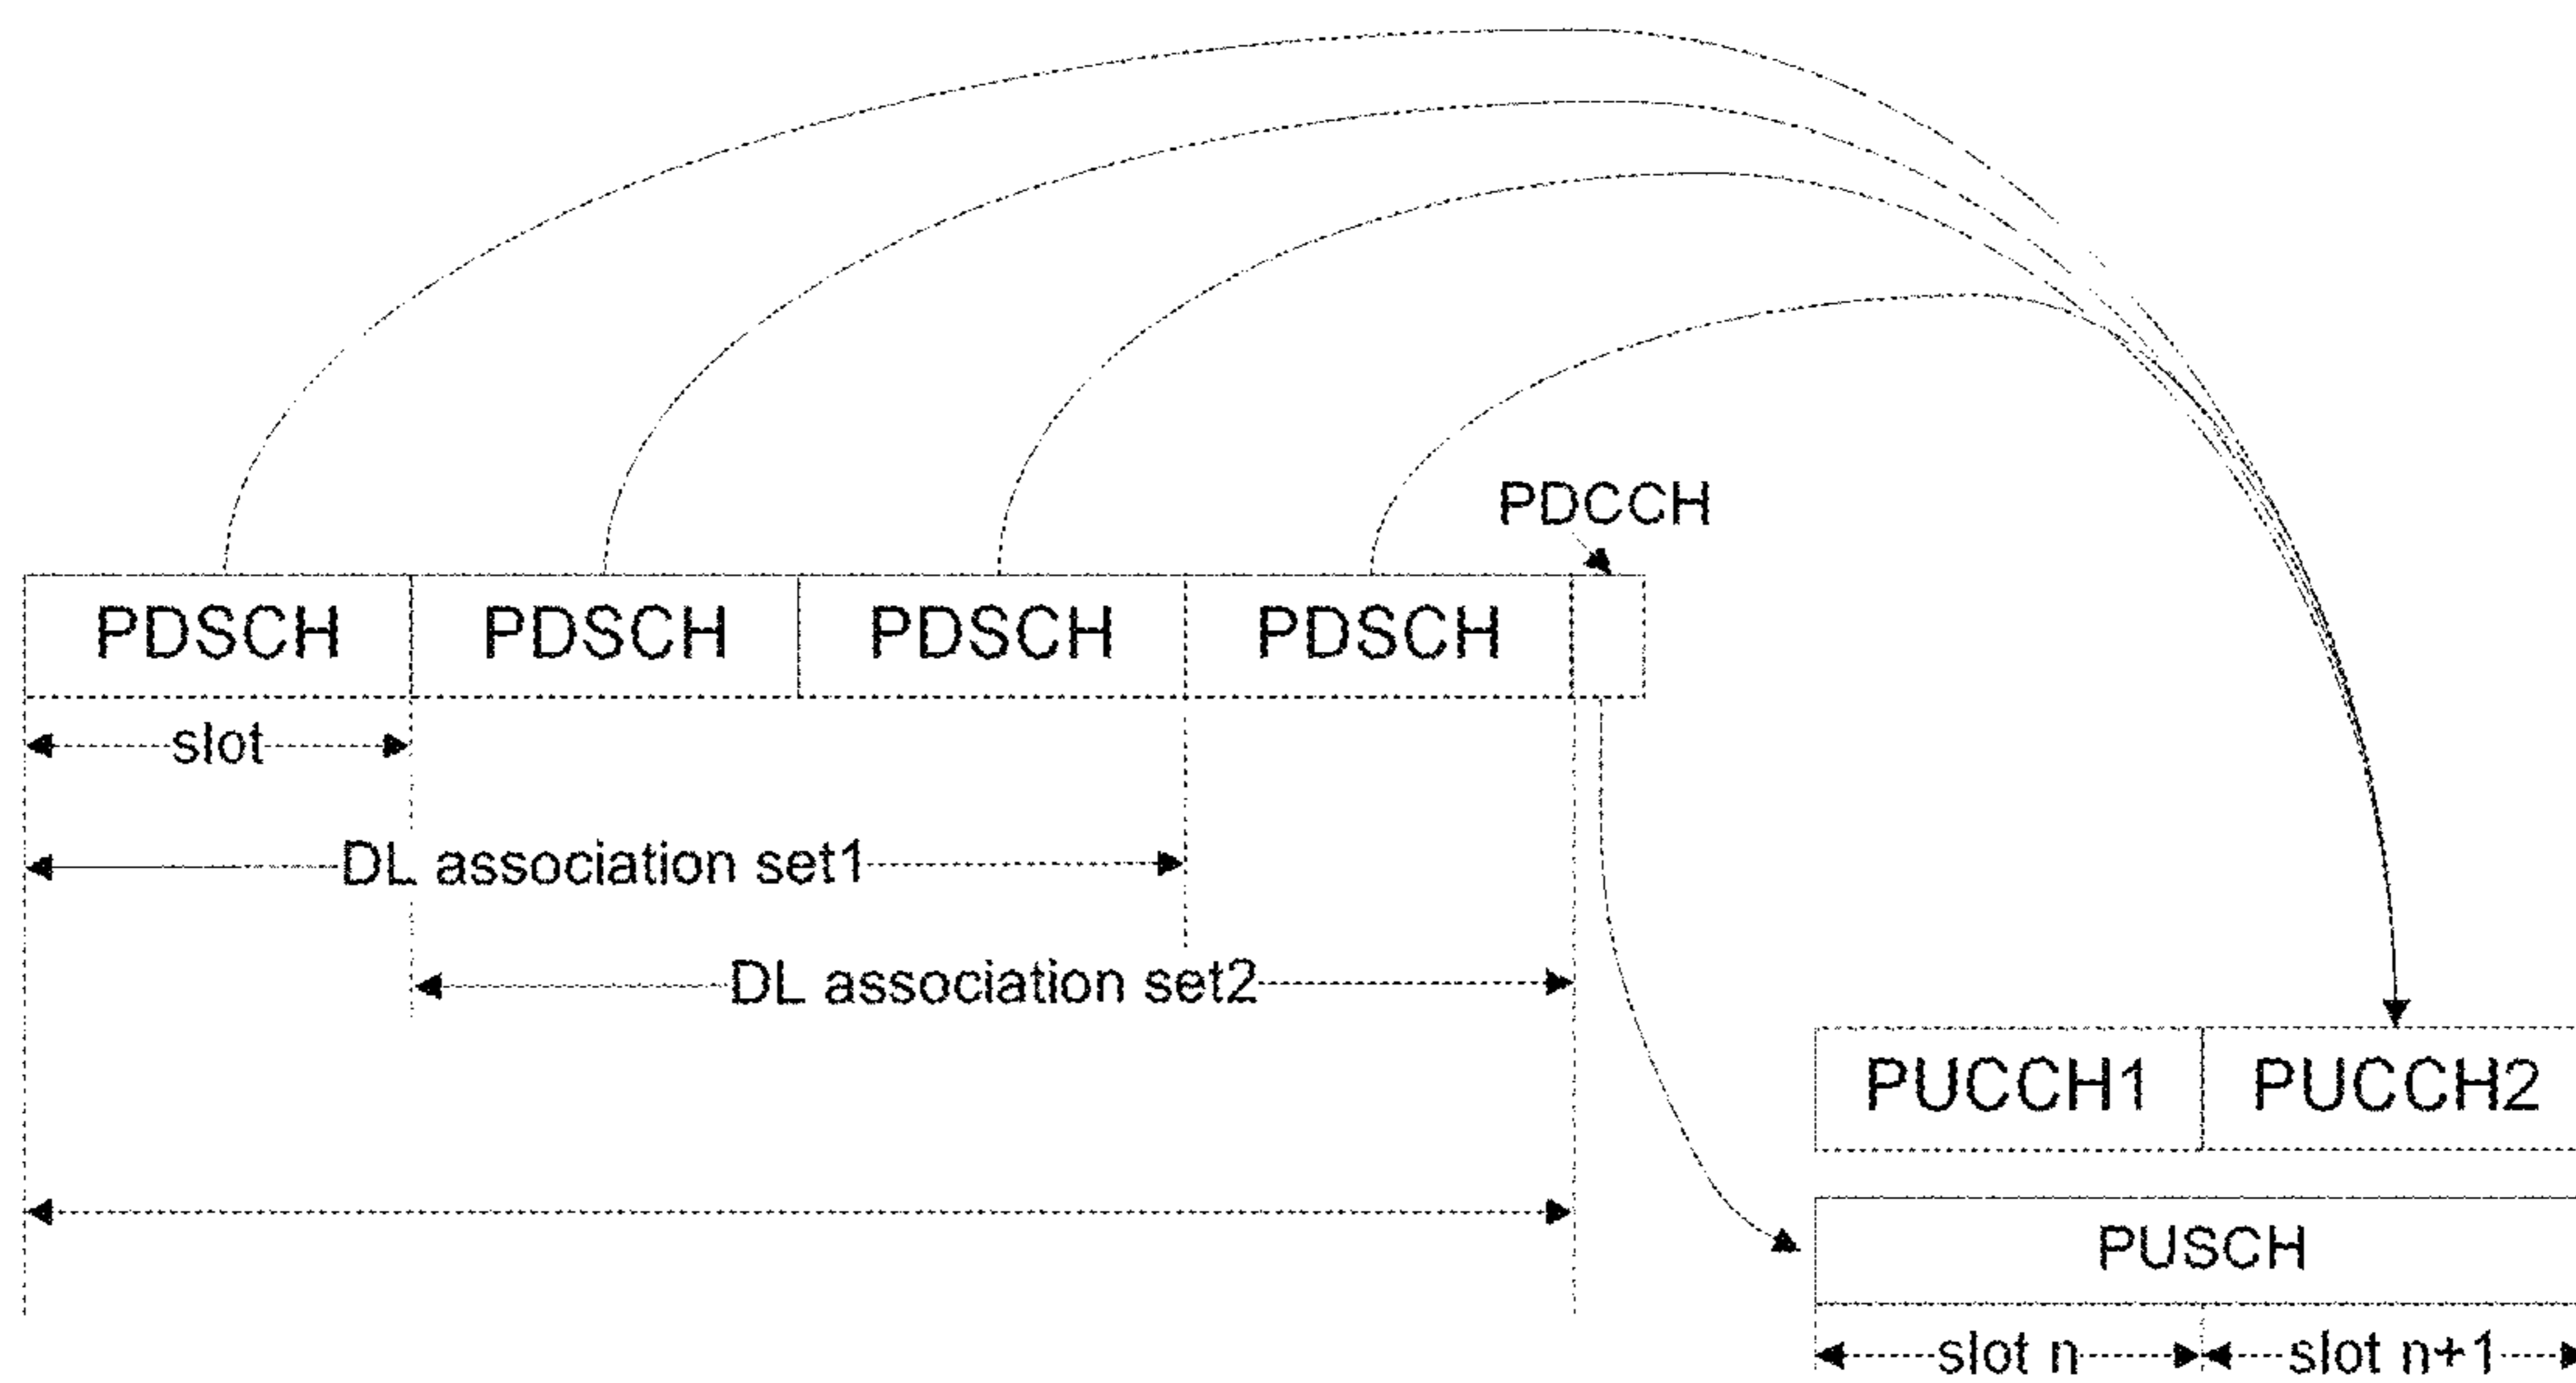 PDCCH
PDSCH PDSCH PDSCH PDSCH
slot
DL association set1
DL association set2
PUCCH1 PUCCH2
PUSCH
slot n slot n+1